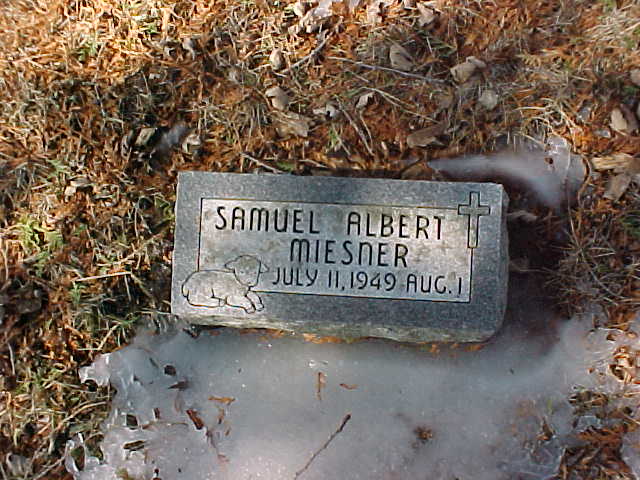 SAMUEL ALBERT
MIESNER
JULY 11, 1949 AUG. 1